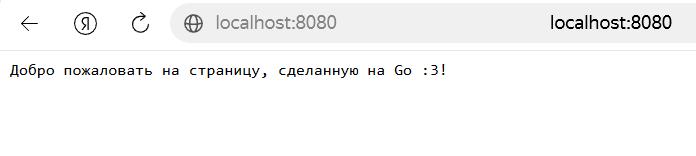 localhost:8080 localhost:8080
Добро пожаловать на страницу, сделанную на Go :3!